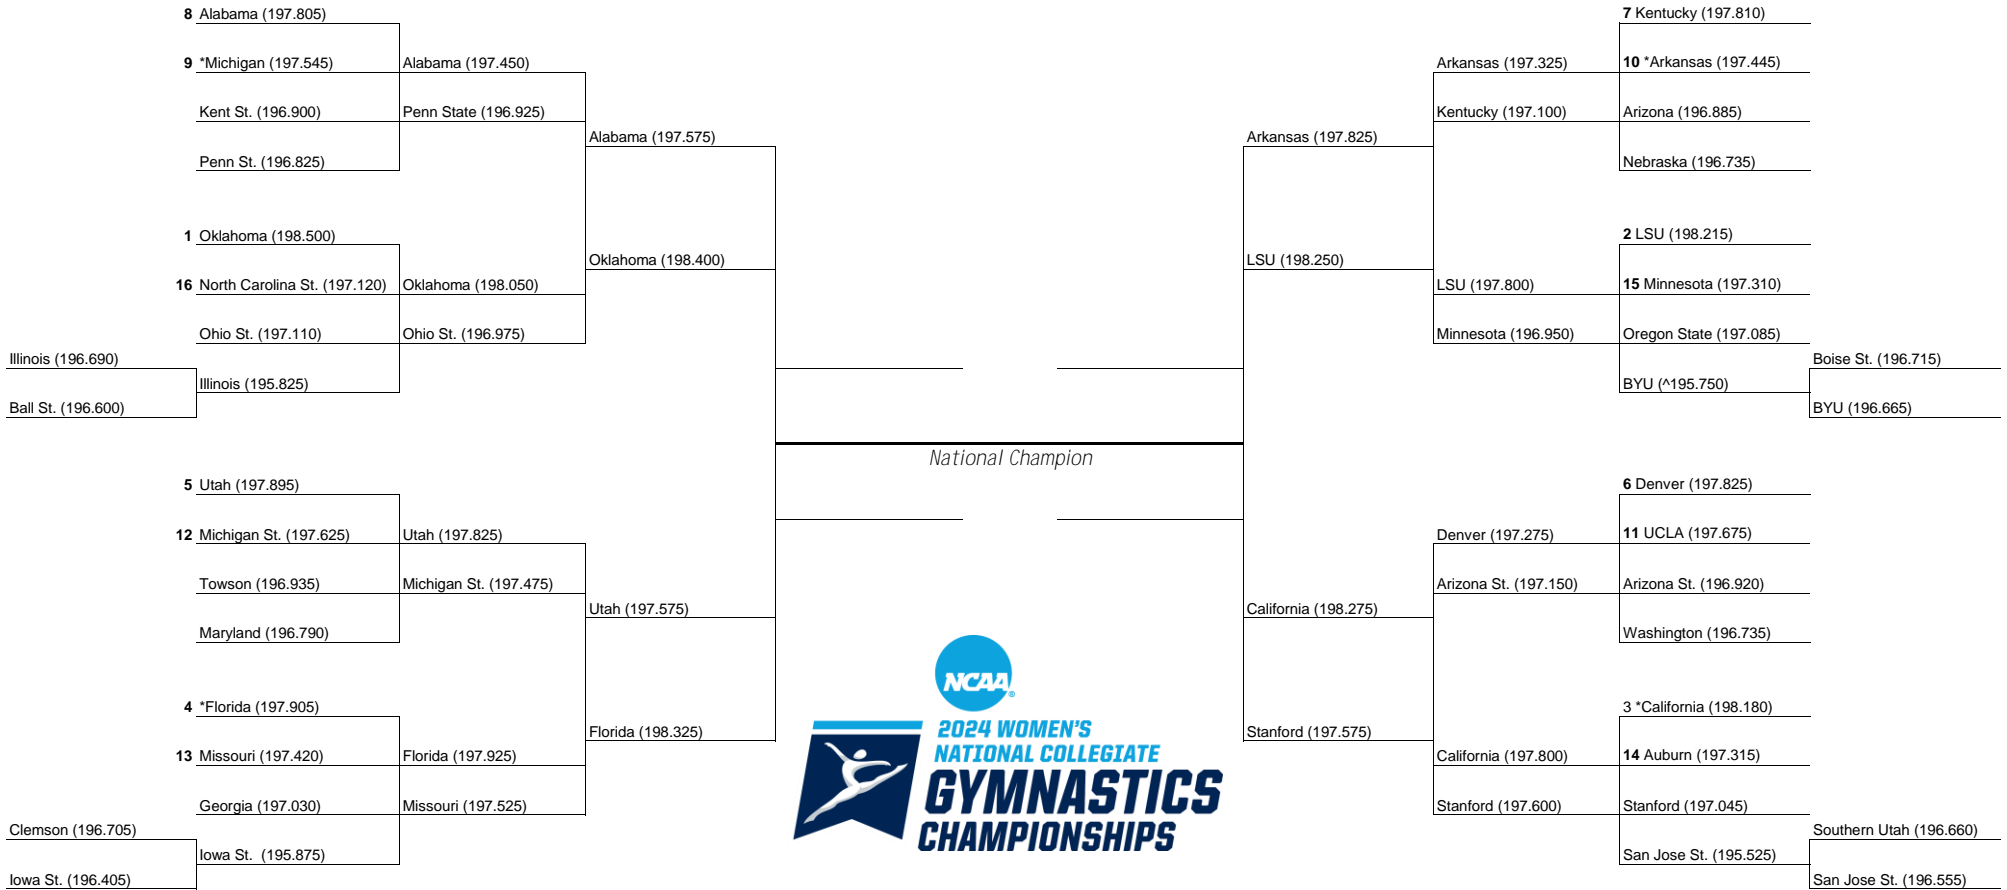 8 Alabama (197.805)
9 *Michigan (197.545)
Kent St. (196.900)
Penn St. (196.825)
1 Oklahoma (198.500)
16 North Carolina St. (197.120)
Ohio St. (197.110)
Illinois (196.690)
Illinois (195.825)
Ball St. (196.600)
5 Utah (197.895)
12 Michigan St. (197.625)
Towson (196.935)
Maryland (196.790)
4 *Florida (197.905)
13 Missouri (197.420)
Georgia (197.030)
Clemson (196.705)
Iowa St. (195.875)
Iowa St. (196.405)
Alabama (197.450)
Penn State (196.925)
Oklahoma (198.050)
Ohio St. (196.975)
Utah (197.825)
Michigan St. (197.475)
Florida (197.925)
Missouri (197.525)
Alabama (197.575)
Oklahoma (198.400)
Utah (197.575)
Florida (198.325)
National Champion
NCAA®
2024 WOMEN'S
NATIONAL COLLEGIATE
GYMNASTICS
CHAMPIONSHIPS
Arkansas (197.825)
LSU (198.250)
California (198.275)
Stanford (197.575)
Arkansas (197.325)
Kentucky (197.100)
LSU (197.800)
Minnesota (196.950)
Denver (197.275)
Arizona St. (197.150)
California (197.800)
Stanford (197.600)
7 Kentucky (197.810)
10 *Arkansas (197.445)
Arizona (196.885)
Nebraska (196.735)
2 LSU (198.215)
15 Minnesota (197.310)
Oregon State (197.085)
Boise St. (196.715)
BYU (^195.750)
BYU (196.665)
6 Denver (197.825)
11 UCLA (197.675)
Arizona St. (196.920)
Washington (196.735)
3 *California (198.180)
14 Auburn (197.315)
Stanford (197.045)
Southern Utah (196.660)
San Jose St. (195.525)
San Jose St. (196.555)